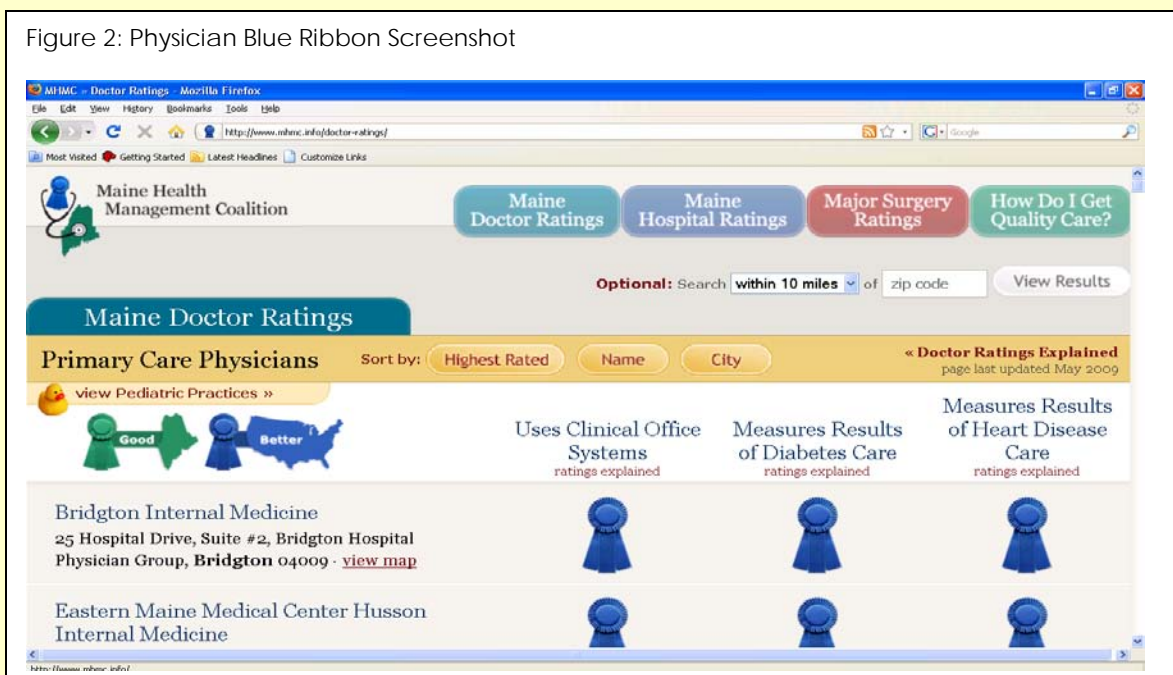 Figure 2: Physician Blue Ribbon Screenshot
MHMC » Doctor Ratings - Mozilla Firefox
File Edit View History Bookmarks Tools Help
http://www.mhmc.info/doctor-ratings/
Google
Most Visited Getting Started Latest Headlines Customize Links
Maine Health
Management Coalition
Maine
Doctor Ratings
Maine
Hospital Ratings
Major Surgery
Ratings
How Do I Get
Quality Care?
Optional: Search within 10 miles of zip code View Results
Maine Doctor Ratings
Primary Care Physicians
Sort by: Highest Rated Name City
« Doctor Ratings Explained
page last updated May 2009
view Pediatric Practices »
Good
Better
Uses Clinical Office
Systems
ratings explained
Measures Results
of Diabetes Care
ratings explained
Measures Results
of Heart Disease
Care
ratings explained
Bridgton Internal Medicine
25 Hospital Drive, Suite #2, Bridgton Hospital
Physician Group, Bridgton 04009 · view map
Eastern Maine Medical Center Husson
Internal Medicine
http://www.mhmc.info/